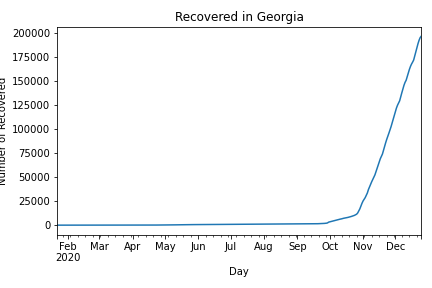 Recovered in Georgia
200000
175000
150000
125000
100000
75000
50000
25000
0
Number of Recovered
Feb Mar Apr May Jun Jul Aug Sep Oct Nov Dec
2020
Day